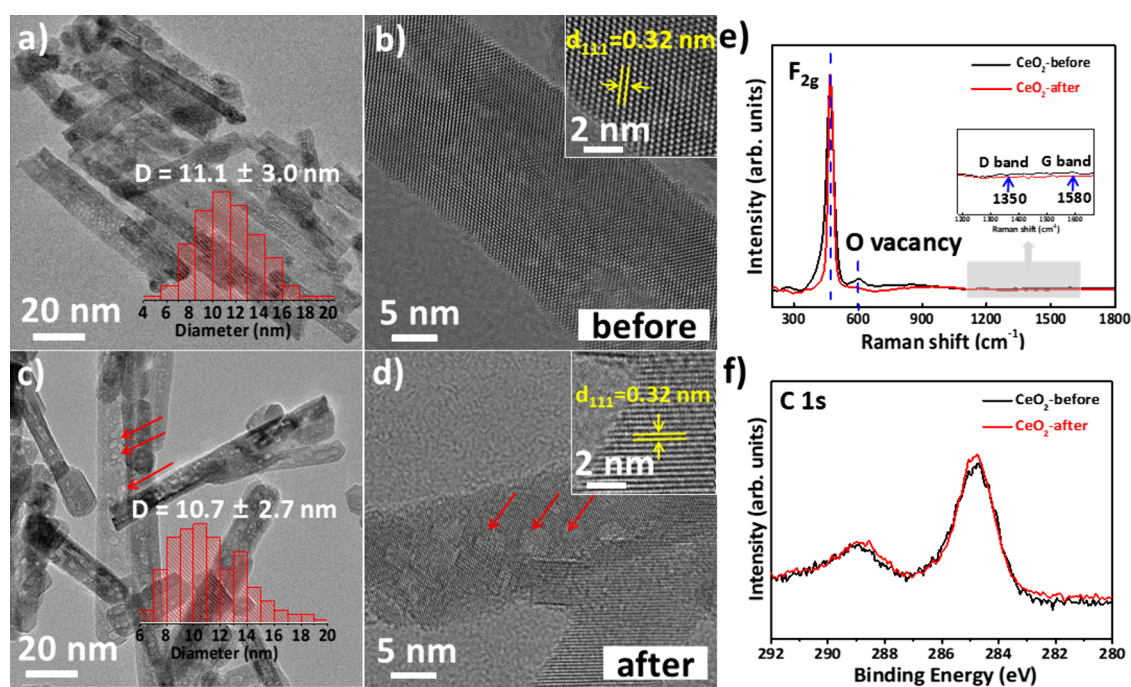 a)
D = 11.1 ± 3.0 nm
20 nm
4 6 8 10 12 14 16 18 20
Diameter (nm)
b)
d111=0.32 nm
2 nm
5 nm
before
c)
D = 10.7 ± 2.7 nm
20 nm
6 8 10 12 14 16 18 20
Diameter (nm)
d)
d111=0.32 nm
2 nm
5 nm
after
e)
F2g
CeO2-before
CeO2-after
D band G band
1350 1580
1200 1300 1400 1500 1600
Raman shift (cm-1)
O vacancy
Intensity (arb. units)
300 600 900 1200 1500 1800
Raman shift (cm-1)
f)
C 1s
CeO2-before
CeO2-after
Intensity (arb. units)
292 290 288 286 284 282 280
Binding Energy (eV)